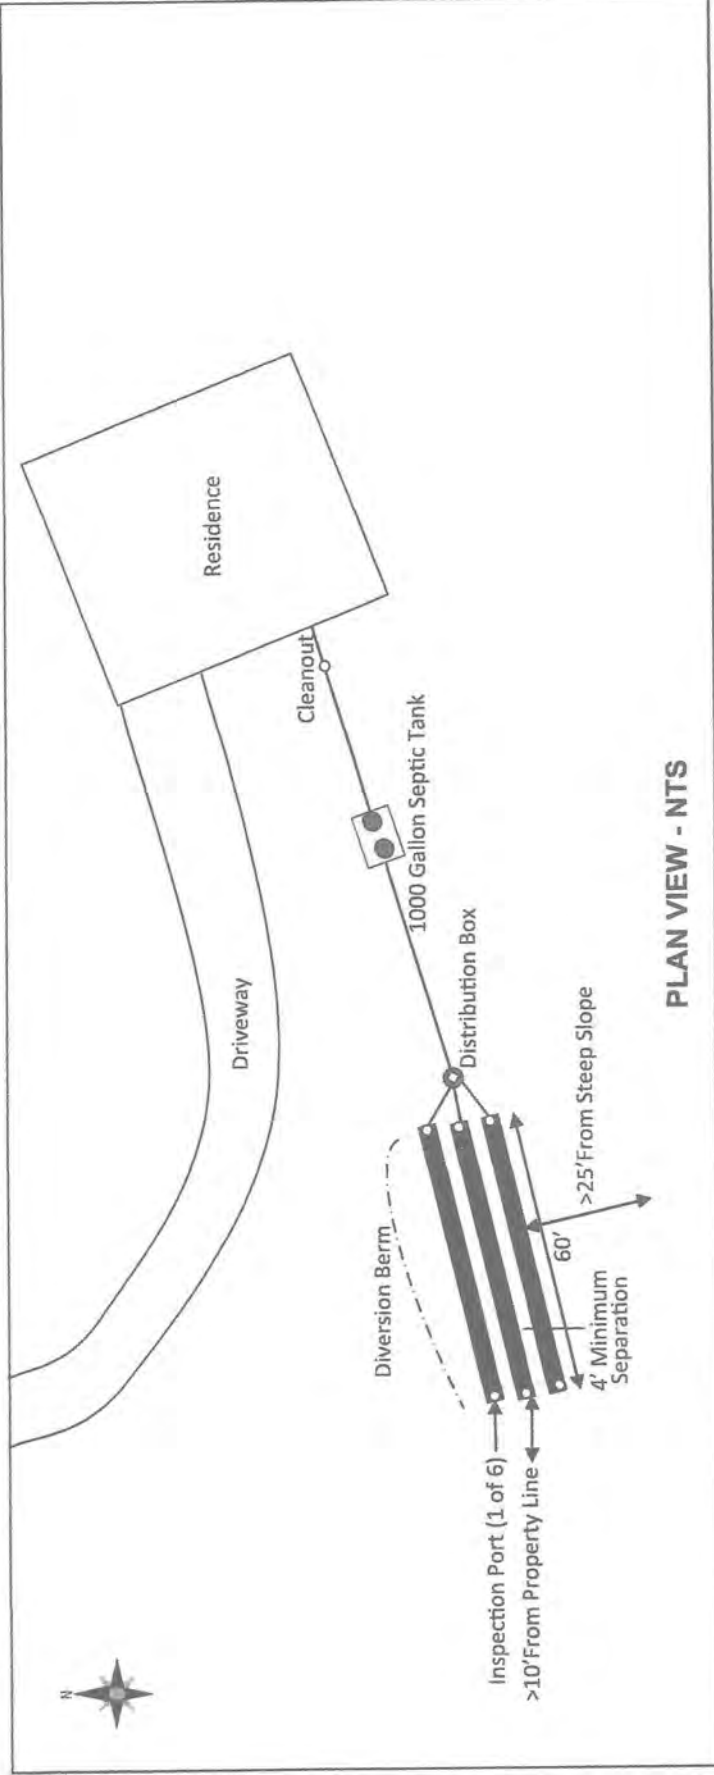 N
Residence
Driveway
Cleanout
1000 Gallon Septic Tank
Distribution Box
Diversion Berm
>25'From Steep Slope
60'
4' Minimum
Separation
Inspection Port (1 of 6)
>10'From Property Line
PLAN VIEW - NTS